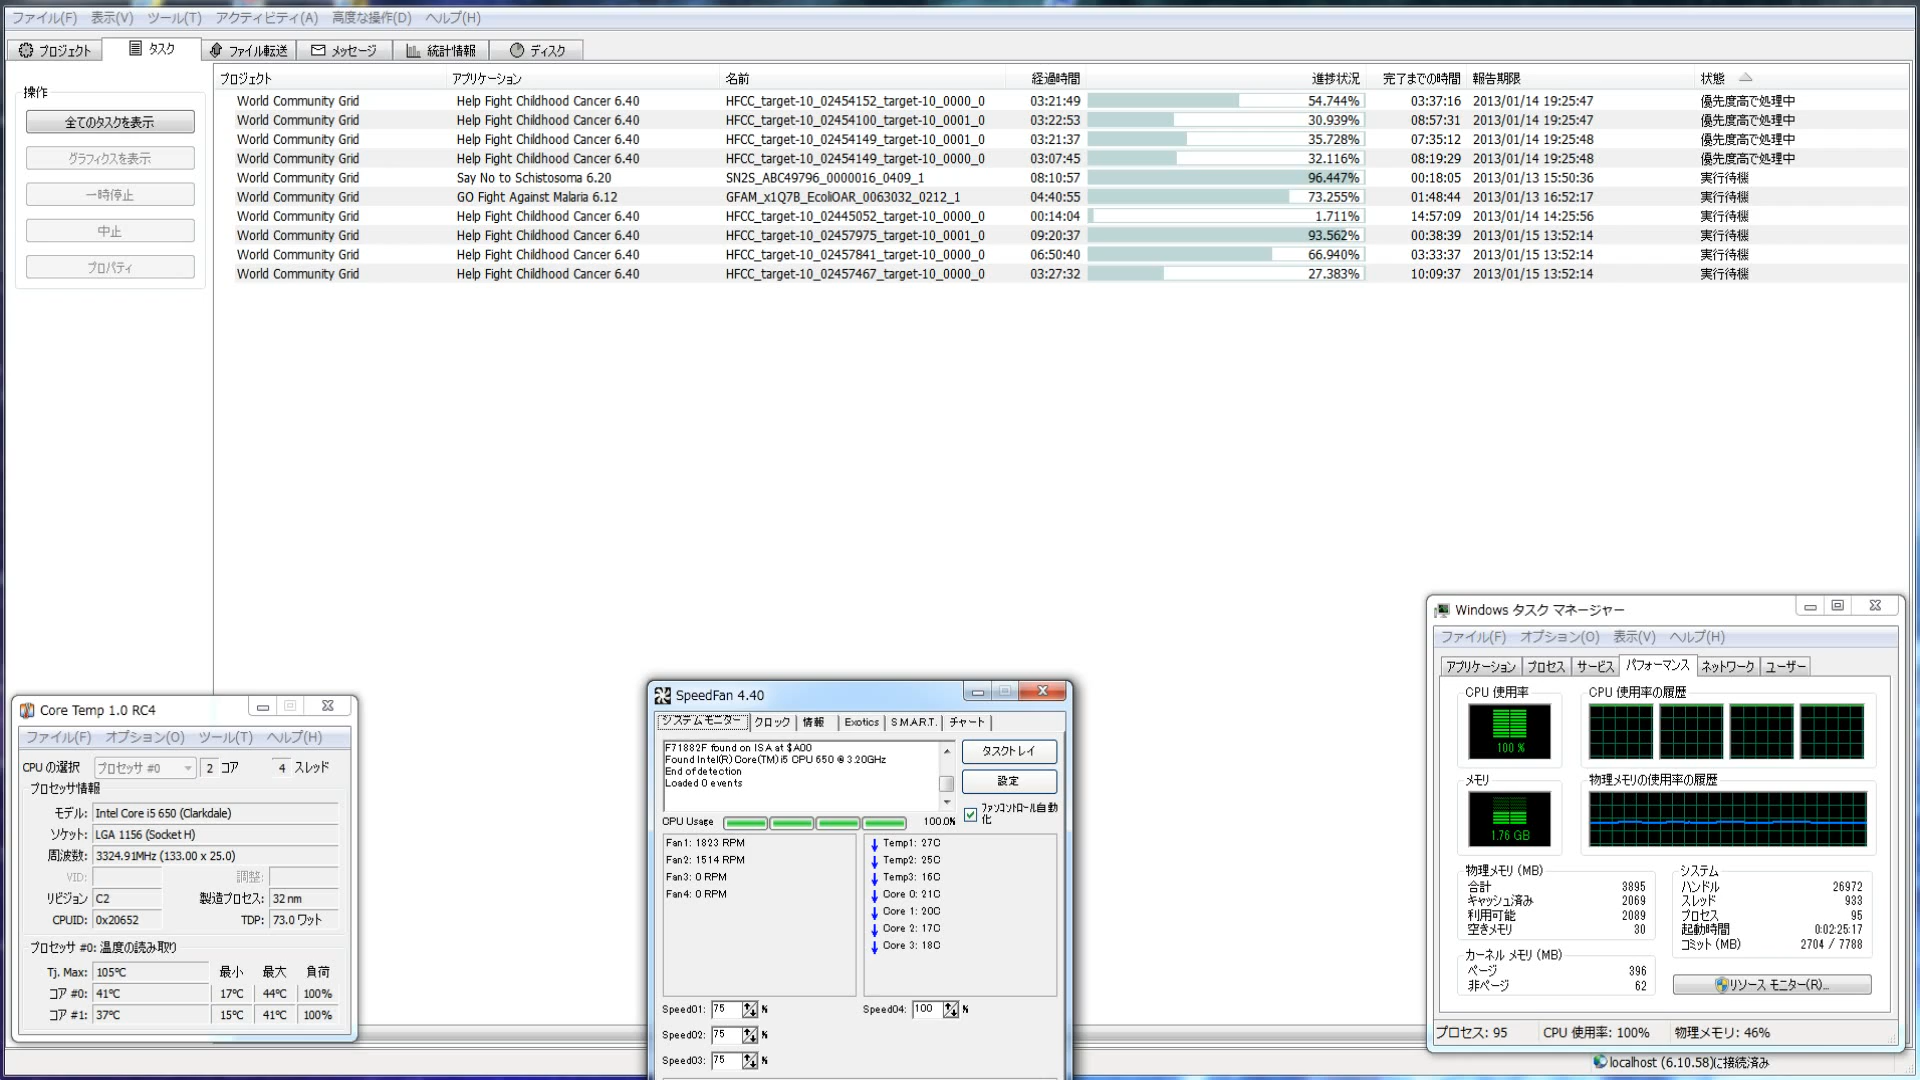 ファイル(F) 表示(V) ツール(T) アクティビティ(A) 高度な操作(D) ヘルプ(H)
プロジェクト タスク ファイル転送 メッセージ 統計情報 ディスク
操作
全てのタスクを表示
グラフィクスを表示
一時停止
中止
プロパティ
プロジェクト アプリケーション 名前 経過時間 進捗状況 完了までの時間 報告期限 状態
World Community Grid Help Fight Childhood Cancer 6.40 HFCC_target-10_02454152_target-10_0000_0 03:21:49 54.744% 03:37:16 2013/01/14 19:25:47 優先度高で処理中
World Community Grid Help Fight Childhood Cancer 6.40 HFCC_target-10_02454100_target-10_0001_0 03:22:53 30.939% 08:57:31 2013/01/14 19:25:47 優先度高で処理中
World Community Grid Help Fight Childhood Cancer 6.40 HFCC_target-10_02454149_target-10_0001_0 03:21:37 35.728% 07:35:12 2013/01/14 19:25:48 優先度高で処理中
World Community Grid Help Fight Childhood Cancer 6.40 HFCC_target-10_02454149_target-10_0000_0 03:07:45 32.116% 08:19:29 2013/01/14 19:25:48 優先度高で処理中
World Community Grid Say No to Schistosoma 6.20 SN2S_ABC49796_0000016_0409_1 08:10:57 96.447% 00:18:05 2013/01/13 15:50:36 実行待機
World Community Grid GO Fight Against Malaria 6.12 GFAM_x1Q7B_EcoliOAR_0063032_0212_1 04:40:55 73.255% 01:48:44 2013/01/13 16:52:17 実行待機
World Community Grid Help Fight Childhood Cancer 6.40 HFCC_target-10_02445052_target-10_0000_0 00:14:04 1.711% 14:57:09 2013/01/14 14:25:56 実行待機
World Community Grid Help Fight Childhood Cancer 6.40 HFCC_target-10_02457975_target-10_0001_0 09:20:37 93.562% 00:38:39 2013/01/15 13:52:14 実行待機
World Community Grid Help Fight Childhood Cancer 6.40 HFCC_target-10_02457841_target-10_0000_0 06:50:40 66.940% 03:33:37 2013/01/15 13:52:14 実行待機
World Community Grid Help Fight Childhood Cancer 6.40 HFCC_target-10_02457467_target-10_0000_0 03:27:32 27.383% 10:09:37 2013/01/15 13:52:14 実行待機
Core Temp 1.0 RC4
ファイル(F) オプション(O) ツール(T) ヘルプ(H)
CPU の選択 プロセッサ #0 2 コア 4 スレッド
プロセッサ情報
モデル: Intel Core i5 650 (Clarkdale)
ソケット: LGA 1156 (Socket H)
周波数: 3324.91MHz (133.00 x 25.0)
VID: 調整:
リビジョン C2 製造プロセス: 32 nm
CPUID: 0x20652 TDP: 73.0 ワット
プロセッサ #0: 温度の読み取り
Tj. Max: 105℃ 最小 最大 負荷
コア #0: 41℃ 17℃ 44℃ 100%
コア #1: 37℃ 15℃ 41℃ 100%
SpeedFan 4.40
システムモニター クロック 情報 Exotics S.M.A.R.T. チャート
F71882F found on ISA at $A00
Found Intel(R) Core(TM) i5 CPU 650 @ 3.20GHz
End of detection
Loaded 0 events
タスクトレイ
設定
ファンコントロール自動化
CPU Usage 100.0%
Fan1: 1823 RPM
Fan2: 1514 RPM
Fan3: 0 RPM
Fan4: 0 RPM
Temp1: 27C
Temp2: 25C
Temp3: 16C
Core 0: 21C
Core 1: 20C
Core 2: 17C
Core 3: 18C
Speed01: 75 % Speed04: 100 %
Speed02: 75 %
Speed03: 75 %
Windows タスク マネージャー
ファイル(F) オプション(O) 表示(V) ヘルプ(H)
アプリケーション プロセス サービス パフォーマンス ネットワーク ユーザー
CPU 使用率 CPU 使用率の履歴
100 %
メモリ 物理メモリの使用率の履歴
1.76 GB
物理メモリ (MB)
合計 3895
キャッシュ済み 2069
利用可能 2089
空きメモリ 30
カーネル メモリ (MB)
ページ 396
非ページ 62
システム
ハンドル 26972
スレッド 933
プロセス 95
起動時間 0:02:25:17
コミット (MB) 2704 / 7788
リソース モニター(R)...
プロセス: 95 CPU 使用率: 100% 物理メモリ: 46%
localhost (6.10.58)に接続済み